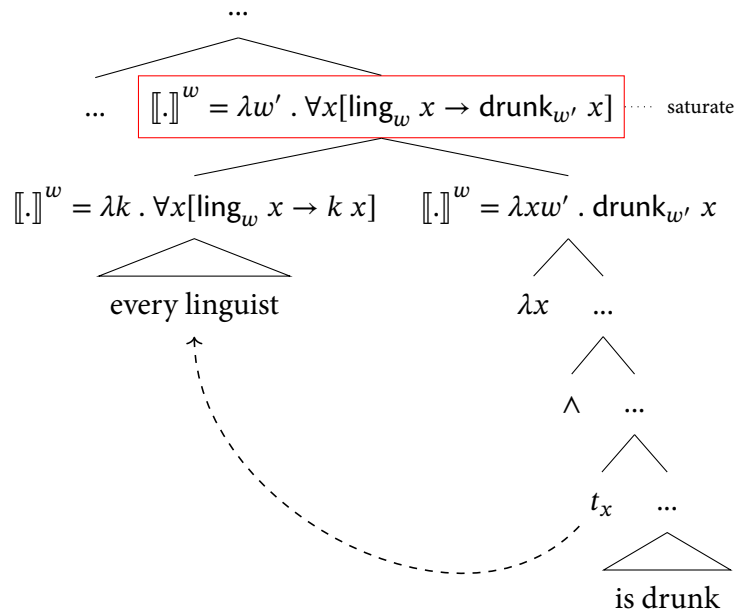 ...
... ⟦.⟧ʷ = λw′ . ∀x[ling_w x → drunk_w′ x] saturate
⟦.⟧ʷ = λk . ∀x[ling_w x → k x] ⟦.⟧ʷ = λxw′ . drunk_w′ x
every linguist λx ...
∧ ...
t_x ...
is drunk